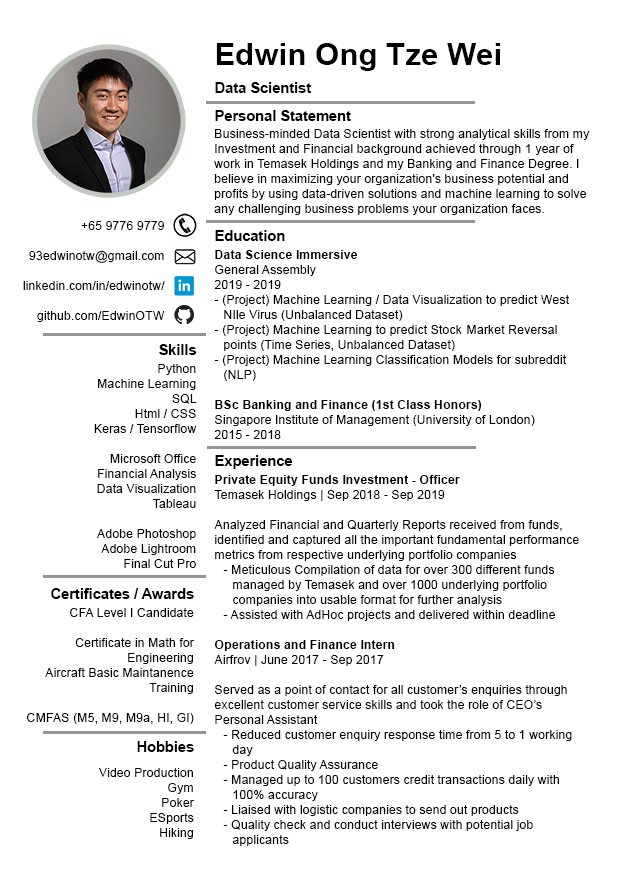 Edwin Ong Tze Wei
Data Scientist
+65 9776 9779
93edwinotw@gmail.com
linkedin.com/in/edwinotw/
github.com/EdwinOTW
Skills
Python
Machine Learning
SQL
Html / CSS
Keras / Tensorflow
Microsoft Office
Financial Analysis
Data Visualization
Tableau
Adobe Photoshop
Adobe Lightroom
Final Cut Pro
Certificates / Awards
CFA Level I Candidate
Certificate in Math for
Engineering
Aircraft Basic Maintanence
Training
CMFAS (M5, M9, M9a, HI, GI)
Hobbies
Video Production
Gym
Poker
ESports
Hiking
Personal Statement
Business-minded Data Scientist with strong analytical skills from my
Investment and Financial background achieved through 1 year of
work in Temasek Holdings and my Banking and Finance Degree. I
believe in maximizing your organization's business potential and
profits by using data-driven solutions and machine learning to solve
any challenging business problems your organization faces.
Education
Data Science Immersive
General Assembly
2019 - 2019
- (Project) Machine Learning / Data Visualization to predict West
NIle Virus (Unbalanced Dataset)
- (Project) Machine Learning to predict Stock Market Reversal
points (Time Series, Unbalanced Dataset)
- (Project) Machine Learning Classification Models for subreddit
(NLP)
BSc Banking and Finance (1st Class Honors)
Singapore Institute of Management (University of London)
2015 - 2018
Experience
Private Equity Funds Investment - Officer
Temasek Holdings | Sep 2018 - Sep 2019
Analyzed Financial and Quarterly Reports received from funds,
identified and captured all the important fundamental performance
metrics from respective underlying portfolio companies
- Meticulous Compilation of data for over 300 different funds
managed by Temasek and over 1000 underlying portfolio
companies into usable format for further analysis
- Assisted with AdHoc projects and delivered within deadline
Operations and Finance Intern
Airfrov | June 2017 - Sep 2017
Served as a point of contact for all customer's enquiries through
excellent customer service skills and took the role of CEO's
Personal Assistant
- Reduced customer enquiry response time from 5 to 1 working
day
- Product Quality Assurance
- Managed up to 100 customers credit transactions daily with
100% accuracy
- Liaised with logistic companies to send out products
- Quality check and conduct interviews with potential job
applicants